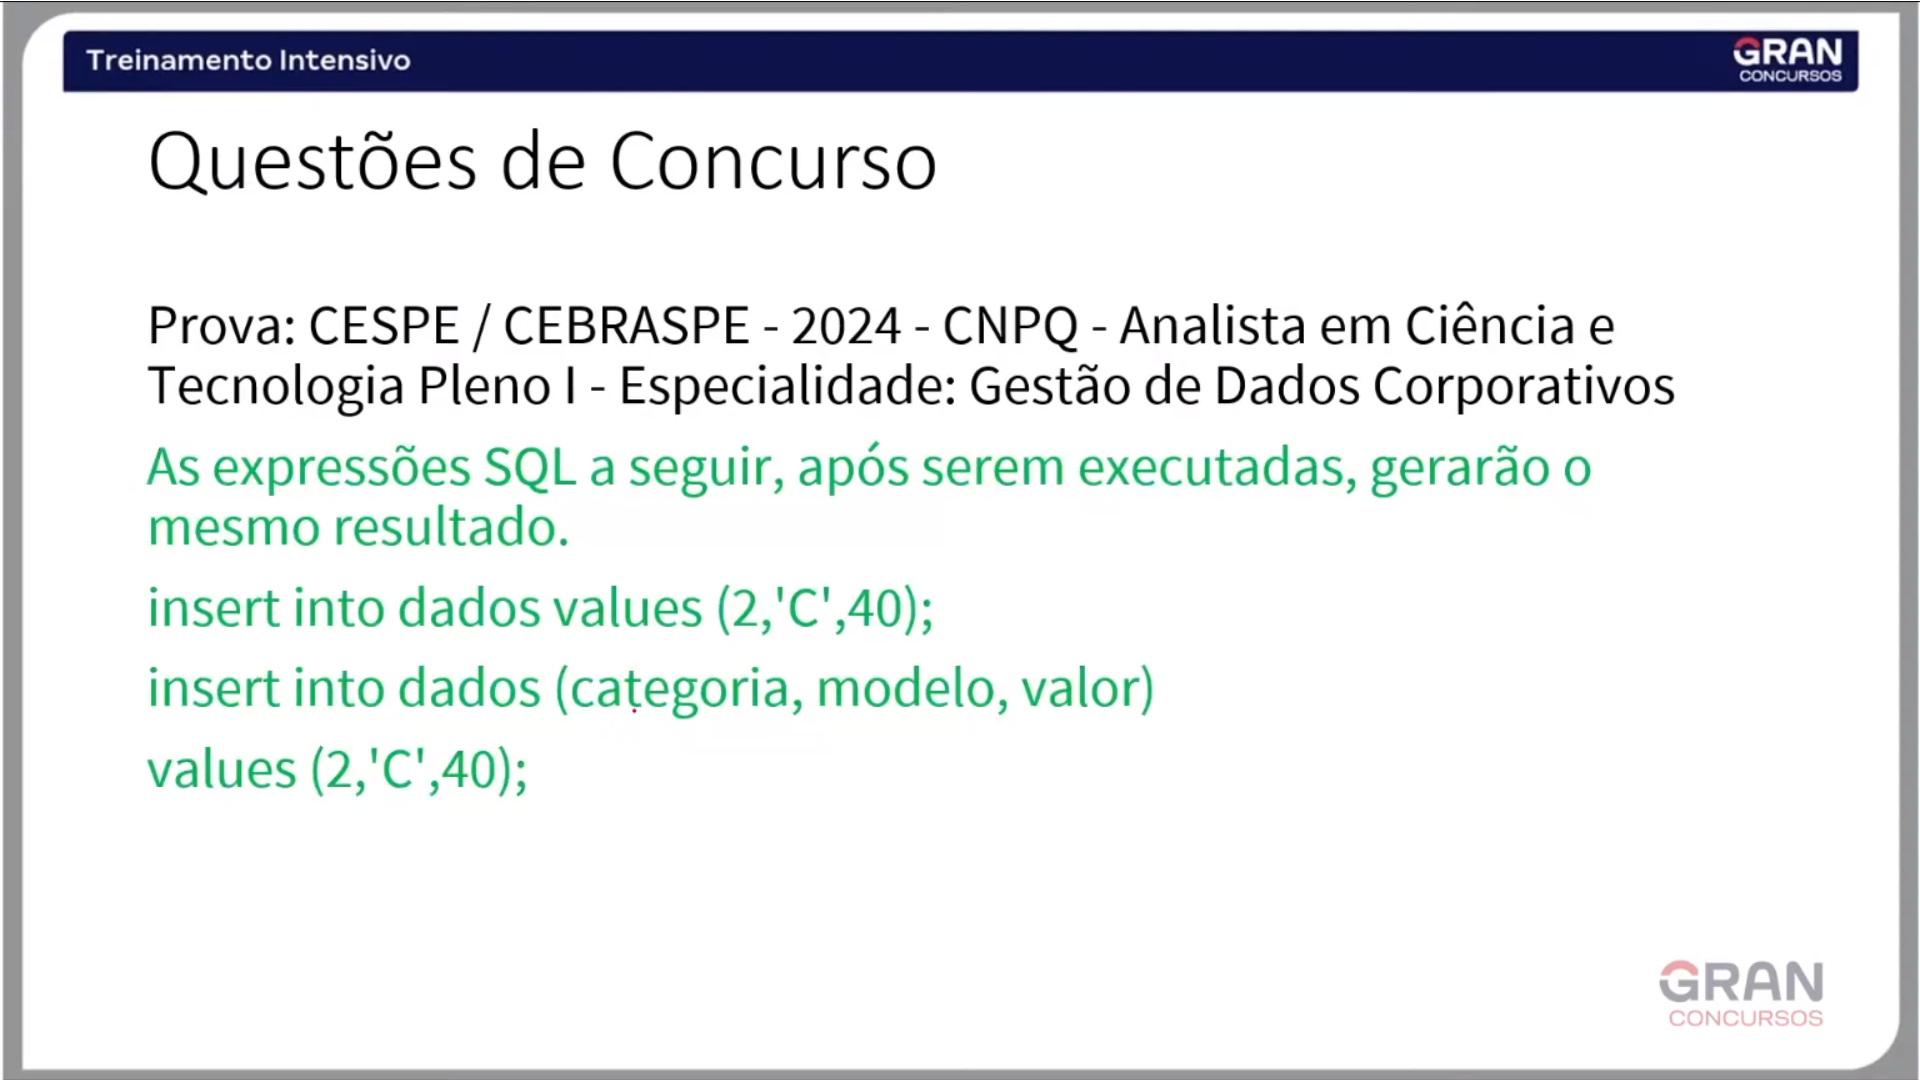 Treinamento Intensivo
GRAN
CONCURSOS
Questões de Concurso
Prova: CESPE / CEBRASPE - 2024 - CNPQ - Analista em Ciência e
Tecnologia Pleno I - Especialidade: Gestão de Dados Corporativos
As expressões SQL a seguir, após serem executadas, gerarão o
mesmo resultado.
insert into dados values (2,'C',40);
insert into dados (categoria, modelo, valor)
values (2,'C',40);
GRAN
CONCURSOS